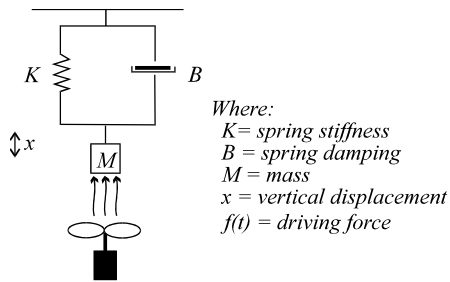 K
B
x
M
Where:
K= spring stiffness
B = spring damping
M = mass
x = vertical displacement
f(t) = driving force